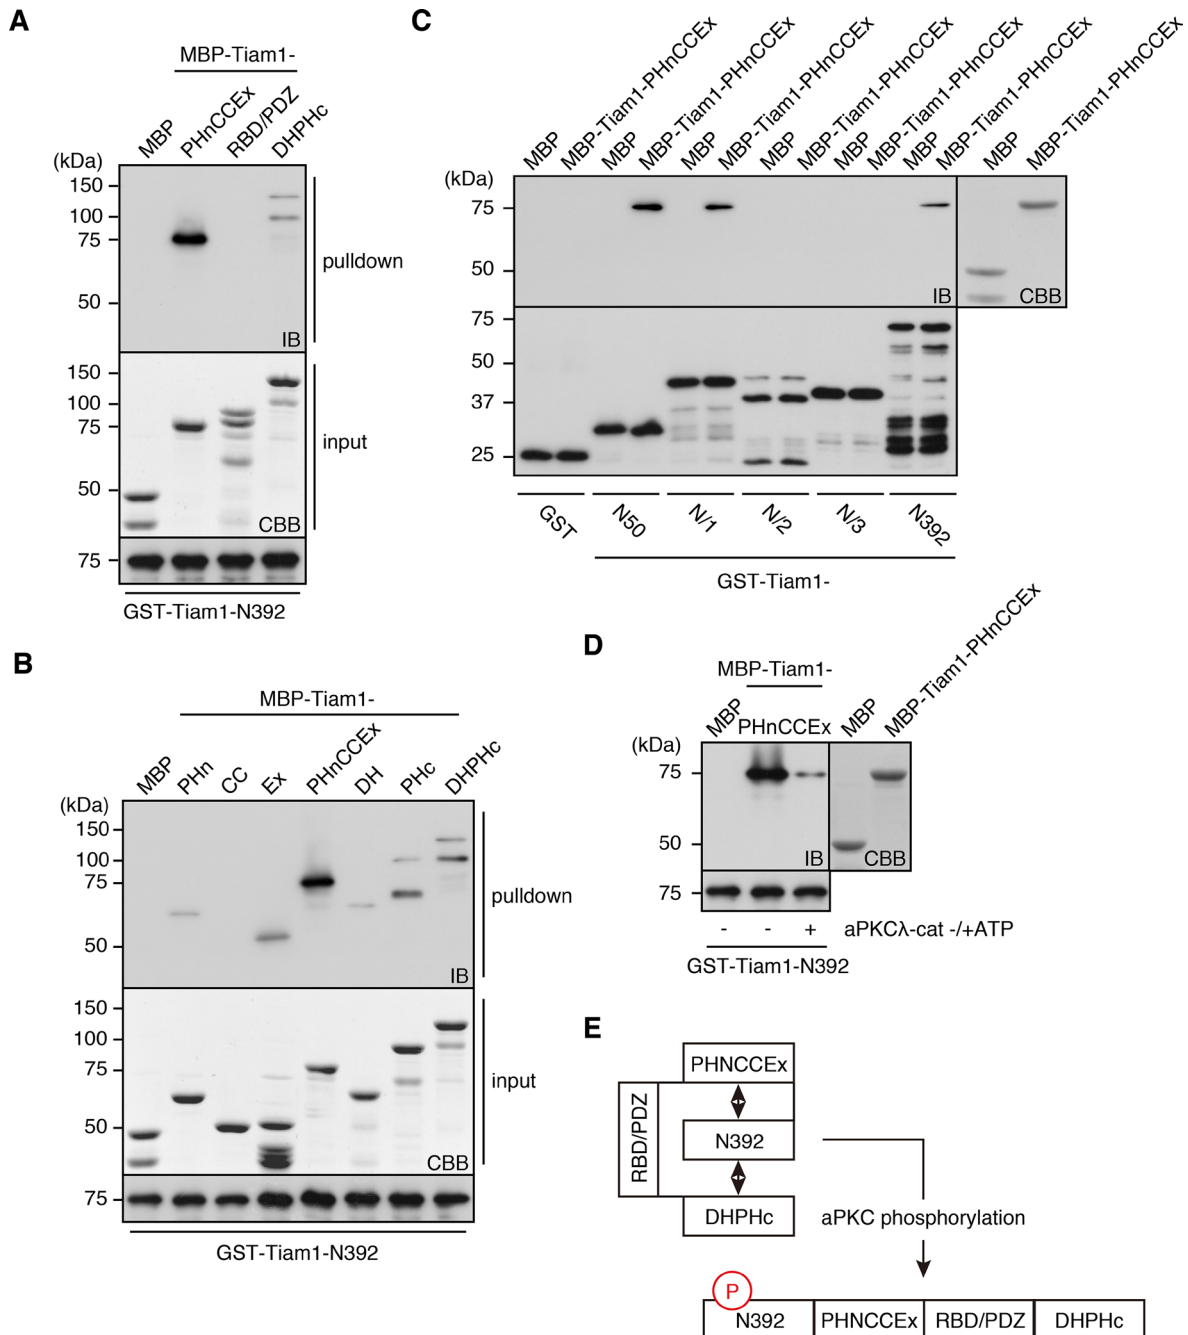 A
MBP-Tiam1-
MBP
PHnCCEx
RBD/PDZ
DHPHc
(kDa)
150
100
75
50
pulldown
IB
150
100
75
50
input
CBB
75
GST-Tiam1-N392
B
MBP-Tiam1-
MBP
PHn
CC
Ex
PHnCCEx
DH
PHc
DHPHc
(kDa)
150
100
75
50
pulldown
IB
150
100
75
50
input
CBB
75
GST-Tiam1-N392
C
MBP
MBP-Tiam1-PHnCCEx
MBP
MBP-Tiam1-PHnCCEx
MBP
MBP-Tiam1-PHnCCEx
MBP
MBP-Tiam1-PHnCCEx
MBP
MBP-Tiam1-PHnCCEx
MBP
MBP-Tiam1-PHnCCEx
MBP
MBP-Tiam1-PHnCCEx
(kDa)
75
50
IB
CBB
75
50
37
25
GST
N50
N/1
N/2
N/3
N392
GST-Tiam1-
D
MBP-Tiam1-
MBP
PHnCCEx
MBP
MBP-Tiam1-PHnCCEx
(kDa)
75
50
IB
CBB
75
- - + aPKCλ-cat -/+ATP
GST-Tiam1-N392
E
PHNCCEx
RBD/PDZ
N392
DHPHc
aPKC phosphorylation
P
N392 PHNCCEx RBD/PDZ DHPHc